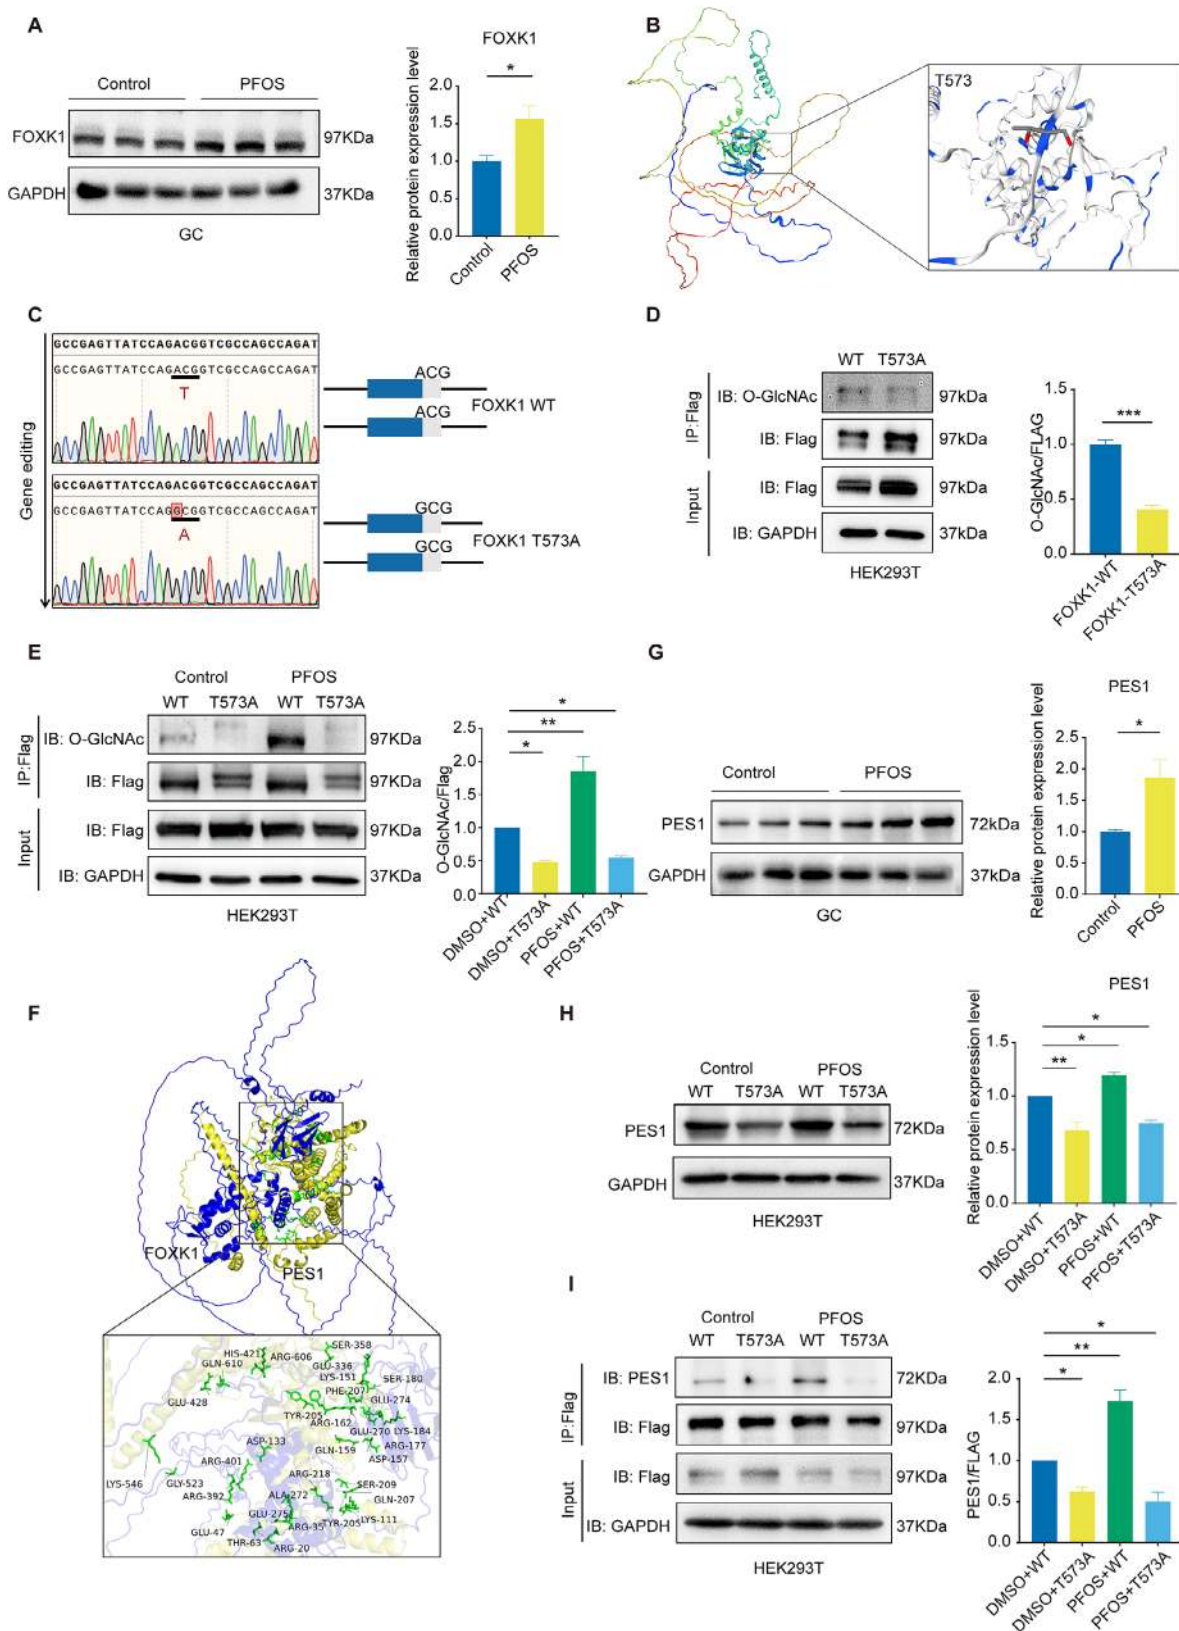 A
Control PFOS
FOXK1 97KDa
GAPDH 37KDa
GC
FOXK1
*
Relative protein expression level
2.0
1.5
1.0
0.5
0.0
Control
PFOS
B
T573
C
Gene editing
GCCGAGTTATCCAGACGGTCGCCAGCCAGAT
GCCGAGTTATCCAGACGGTCGCCAGCCAGAT
T
ACG
ACG
FOXK1 WT
GCCGAGTTATCCAGACGGTCGCCAGCCAGAT
GCCGAGTTATCCAGGCGGTCGCCAGCCAGAT
A
GCG
GCG
FOXK1 T573A
D
WT T573A
IP:Flag
IB: O-GlcNAc 97kDa
IB: Flag 97kDa
Input
IB: Flag 97kDa
IB: GAPDH 37kDa
HEK293T
***
O-GlcNAc/FLAG
1.5
1.0
0.5
0.0
FOXK1-WT
FOXK1-T573A
E
Control PFOS
WT T573A WT T573A
IP:Flag
IB: O-GlcNAc 97KDa
IB: Flag 97KDa
Input
IB: Flag 97KDa
IB: GAPDH 37KDa
HEK293T
*
**
*
O-GlcNAc/Flag
2.5
2.0
1.5
1.0
0.5
0.0
DMSO+WT
DMSO+T573A
PFOS+WT
PFOS+T573A
G
Control PFOS
PES1 72kDa
GAPDH 37kDa
GC
PES1
*
Relative protein expression level
2.5
2.0
1.5
1.0
0.5
0.0
Control
PFOS
F
FOXK1
PES1
HIS-421
GLN-610
ARG-606
SER-358
GLU-336
LYS-151
SER-180
PHE-207
GLU-274
GLU-428
TYR-205
ARG-162
GLU-270
LYS-184
ASP-133
GLN-159
ARG-177
ASP-157
ARG-401
LYS-546
GLY-523
ARG-218
SER-209
ARG-392
ALA-272
GLN-207
GLU-275
GLU-47
ARG-35
TYR-205
LYS-111
THR-63
ARG-20
H
Control PFOS
WT T573A WT T573A
PES1 72KDa
GAPDH 37KDa
HEK293T
PES1
*
*
**
Relative protein expression level
1.5
1.0
0.5
0.0
DMSO+WT
DMSO+T573A
PFOS+WT
PFOS+T573A
I
Control PFOS
WT T573A WT T573A
IP:Flag
IB: PES1 72KDa
IB: Flag 97KDa
Input
IB: Flag 97KDa
IB: GAPDH 37KDa
HEK293T
*
**
*
PES1/FLAG
2.0
1.5
1.0
0.5
0.0
DMSO+WT
DMSO+T573A
PFOS+WT
PFOS+T573A